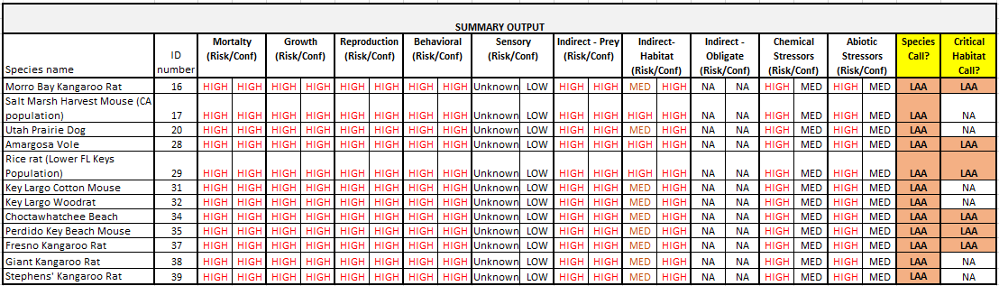 SUMMARY OUTPUT
Species name | ID number | Mortalty (Risk/Conf) | Growth (Risk/Conf) | Reproduction (Risk/Conf) | Behavioral (Risk/Conf) | Sensory (Risk/Conf) | Indirect - Prey (Risk/Conf) | Indirect- Habitat (Risk/Conf) | Indirect - Obligate (Risk/Conf) | Chemical Stressors (Risk/Conf) | Abiotic Stressors (Risk/Conf) | Species Call? | Critical Habitat Call?
Morro Bay Kangaroo Rat 16 HIGH HIGH HIGH HIGH HIGH HIGH HIGH HIGH Unknown LOW HIGH HIGH MED HIGH NA NA HIGH MED HIGH MED LAA LAA
Salt Marsh Harvest Mouse (CA
population) 17 HIGH HIGH HIGH HIGH HIGH HIGH HIGH HIGH Unknown LOW HIGH HIGH HIGH HIGH NA NA HIGH MED HIGH MED LAA NA
Utah Prairie Dog 20 HIGH HIGH HIGH HIGH HIGH HIGH HIGH HIGH Unknown LOW HIGH HIGH MED HIGH NA NA HIGH MED HIGH MED LAA NA
Amargosa Vole 28 HIGH HIGH HIGH HIGH HIGH HIGH HIGH HIGH Unknown LOW HIGH HIGH HIGH HIGH NA NA HIGH MED HIGH MED LAA LAA
Rice rat (Lower FL Keys
Population) 29 HIGH HIGH HIGH HIGH HIGH HIGH HIGH HIGH Unknown LOW HIGH HIGH HIGH HIGH NA NA HIGH MED HIGH MED LAA LAA
Key Largo Cotton Mouse 31 HIGH HIGH HIGH HIGH HIGH HIGH HIGH HIGH Unknown LOW HIGH HIGH MED HIGH NA NA HIGH MED HIGH MED LAA NA
Key Largo Woodrat 32 HIGH HIGH HIGH HIGH HIGH HIGH HIGH HIGH Unknown LOW HIGH HIGH MED HIGH NA NA HIGH MED HIGH MED LAA NA
Choctawhatchee Beach 34 HIGH HIGH HIGH HIGH HIGH HIGH HIGH HIGH Unknown LOW HIGH HIGH MED HIGH NA NA HIGH MED HIGH MED LAA LAA
Perdido Key Beach Mouse 35 HIGH HIGH HIGH HIGH HIGH HIGH HIGH HIGH Unknown LOW HIGH HIGH MED HIGH NA NA HIGH MED HIGH MED LAA LAA
Fresno Kangaroo Rat 37 HIGH HIGH HIGH HIGH HIGH HIGH HIGH HIGH Unknown LOW HIGH HIGH MED HIGH NA NA HIGH MED HIGH MED LAA LAA
Giant Kangaroo Rat 38 HIGH HIGH HIGH HIGH HIGH HIGH HIGH HIGH Unknown LOW HIGH HIGH MED HIGH NA NA HIGH MED HIGH MED LAA NA
Stephens' Kangaroo Rat 39 HIGH HIGH HIGH HIGH HIGH HIGH HIGH HIGH Unknown LOW HIGH HIGH MED HIGH NA NA HIGH MED HIGH MED LAA NA